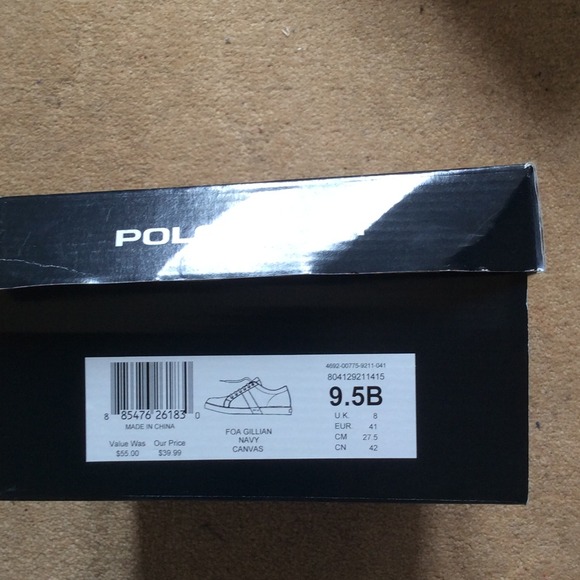 POL
4692-00775-9211-041
804129211415
8 85476 26183 0
MADE IN CHINA
Value Was Our Price
$55.00 $39.99
FOA GILLIAN
NAVY
CANVAS
9.5B
U.K. 8
EUR. 41
CM 27.5
CN 42